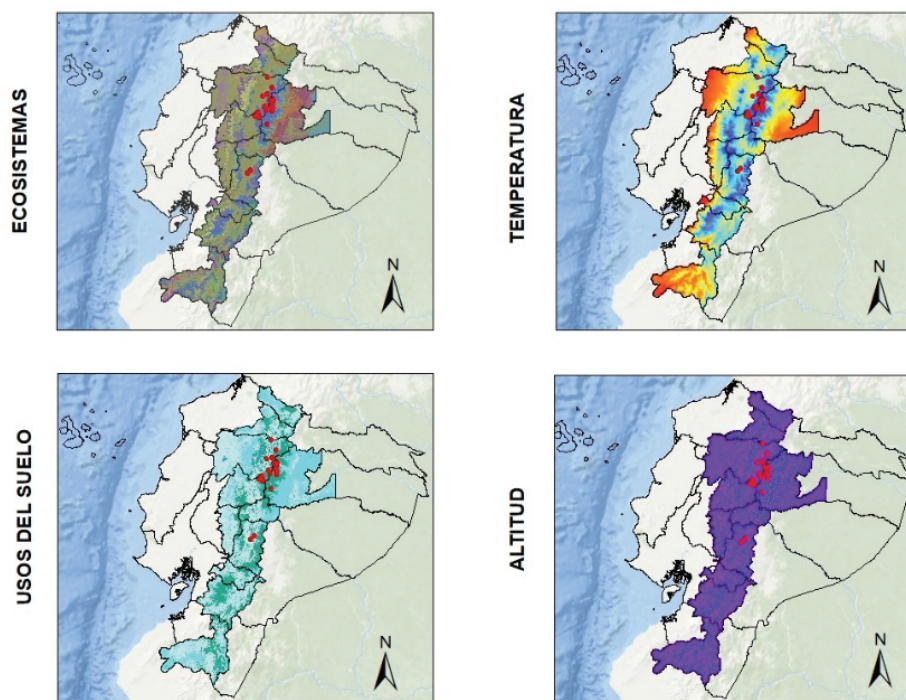 ECOSISTEMAS
N
TEMPERATURA
N
USOS DEL SUELO
N
ALTITUD
N